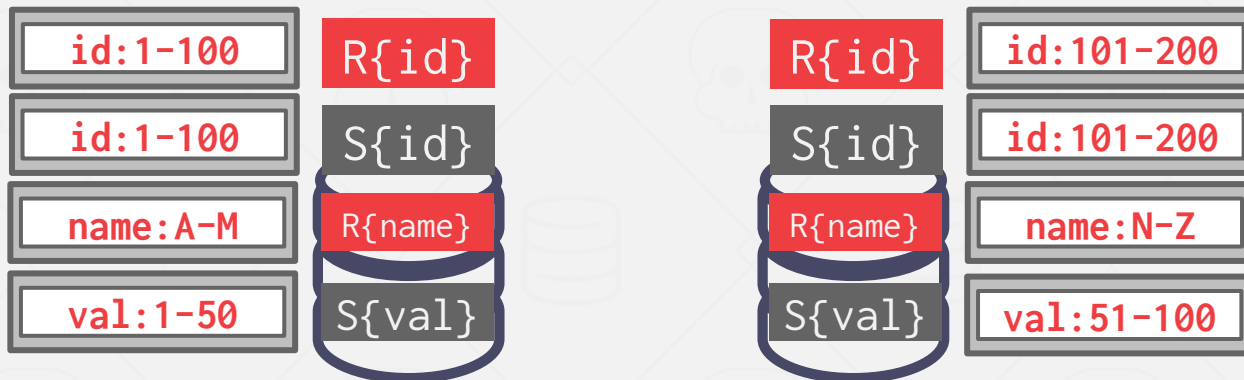 id:1-100 R{id} R{id} id:101-200
id:1-100 S{id} S{id} id:101-200
name:A-M R{name} R{name} name:N-Z
val:1-50 S{val} S{val} val:51-100